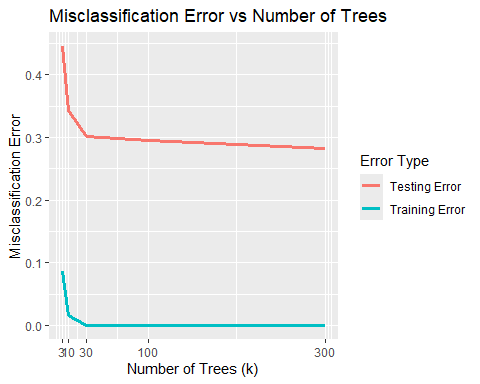 Misclassification Error vs Number of Trees
Misclassification Error
0.4
0.3
0.2
0.1
0.0
3 10 30 100 300
Number of Trees (k)
Error Type
Testing Error
Training Error